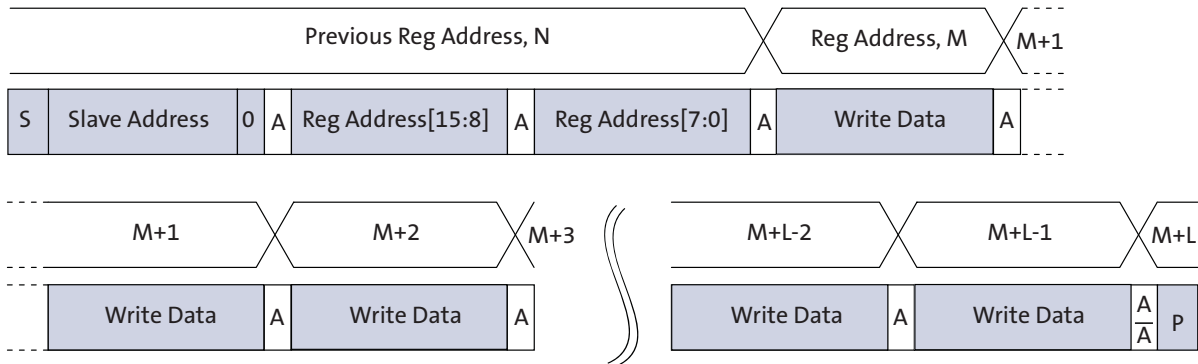 Previous Reg Address, N Reg Address, M M+1
S Slave Address 0 A Reg Address[15:8] A Reg Address[7:0] A Write Data A
M+1 M+2 M+3 M+L-2 M+L-1 M+L
Write Data A Write Data A Write Data A Write Data A/A̅ P